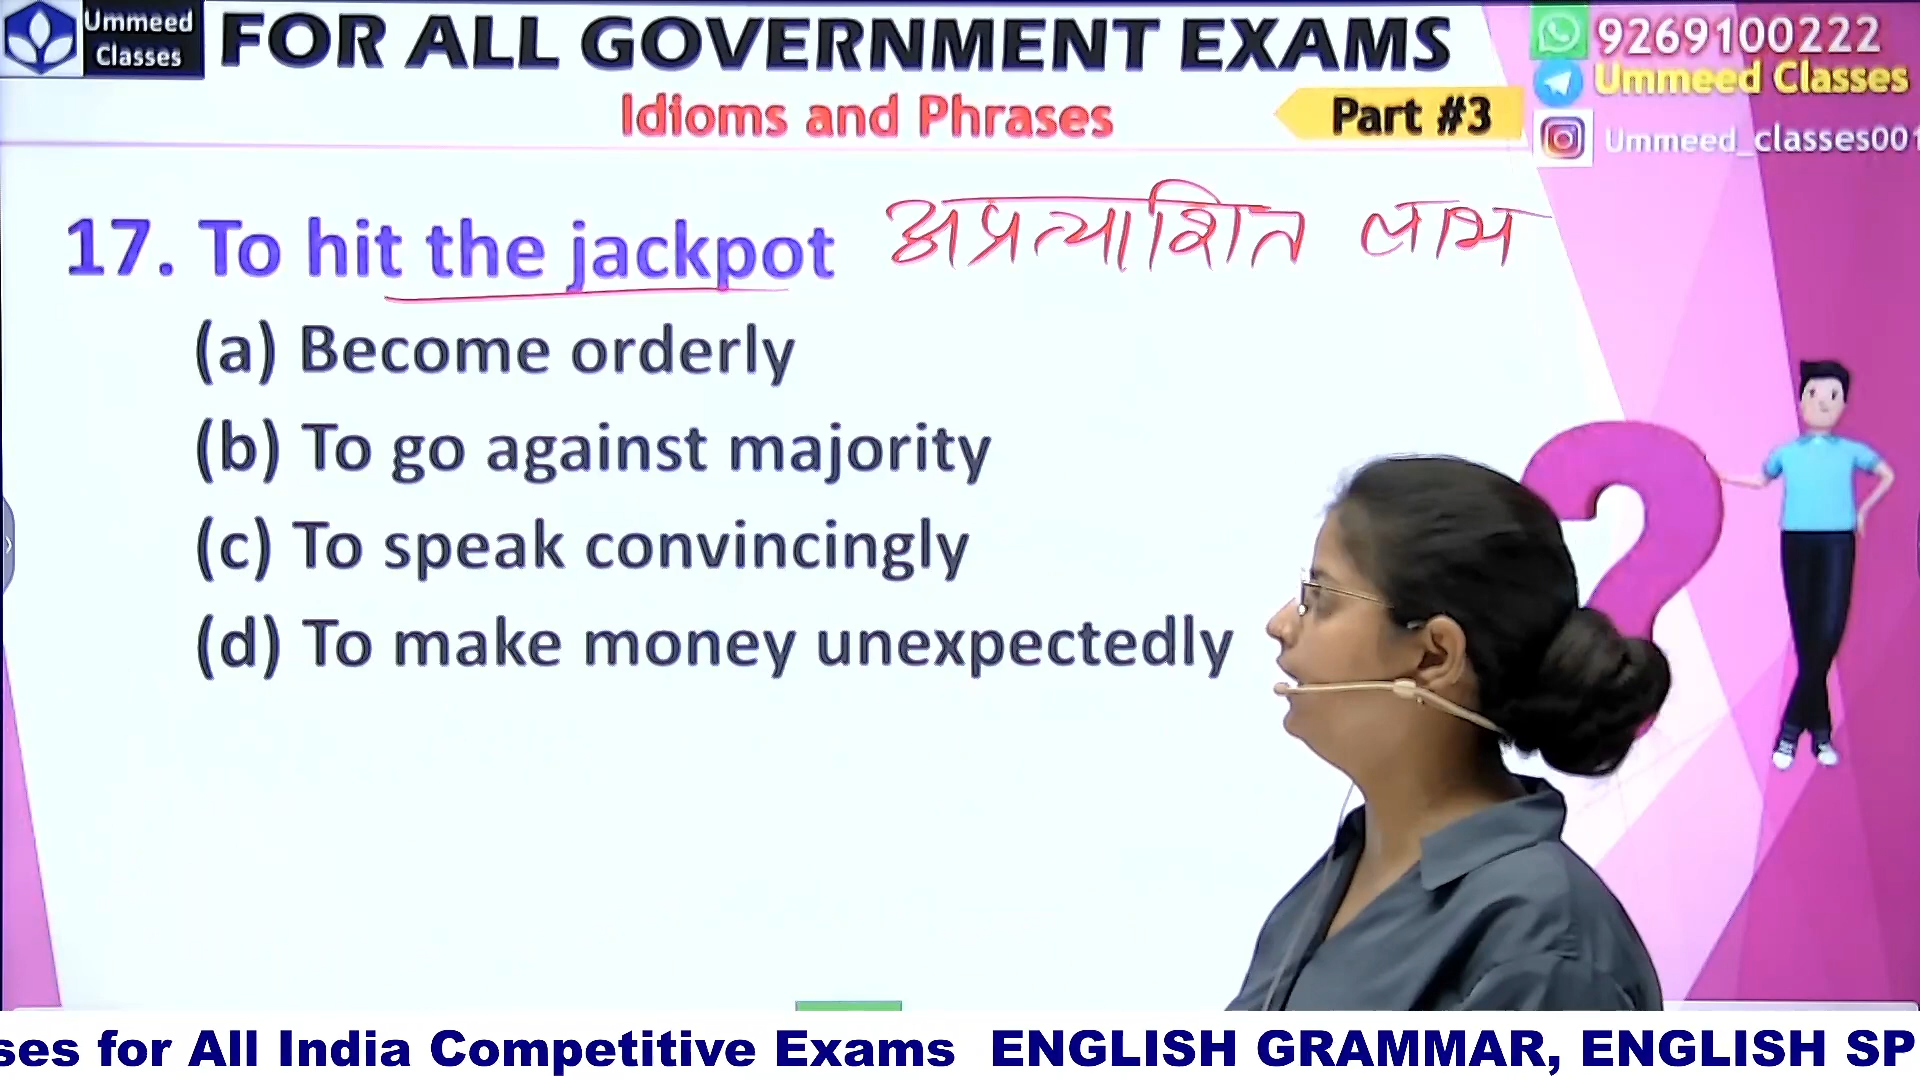 Ummeed
Classes
FOR ALL GOVERNMENT EXAMS
9269100222
Ummeed Classes
Idioms and Phrases
Part #3
Ummeed_classes001
17. To hit the jackpot अप्रत्याशित लाभ
(a) Become orderly
(b) To go against majority
(c) To speak convincingly
(d) To make money unexpectedly
ses for All India Competitive Exams ENGLISH GRAMMAR, ENGLISH SP